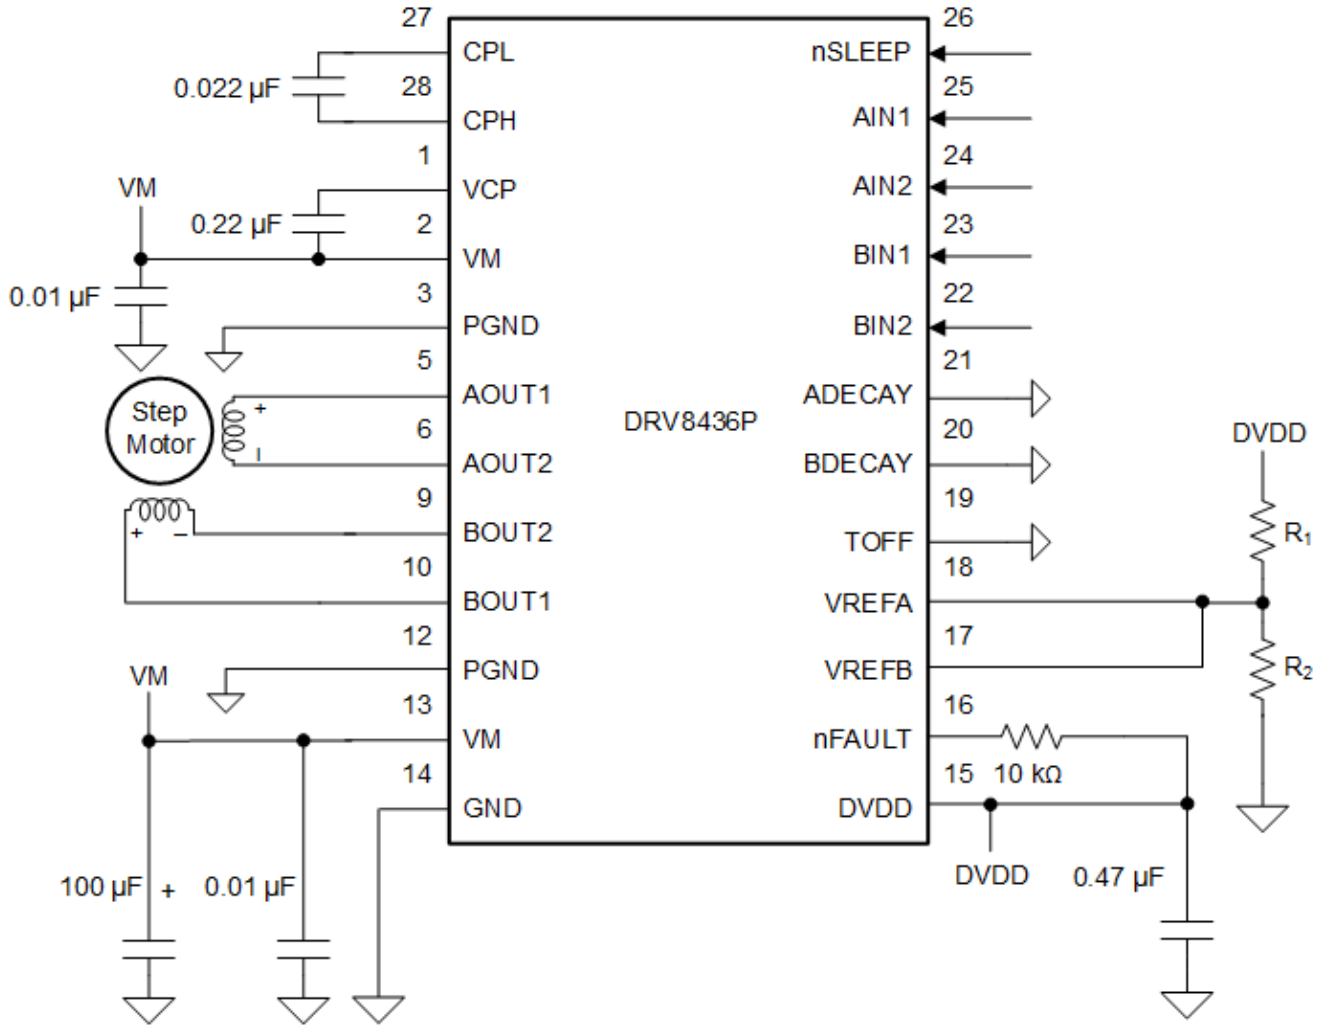 27
CPL
0.022 µF
28
CPH
1
VCP
VM
0.22 µF
2
VM
0.01 µF
3
PGND
5
AOUT1
Step
Motor
+
–
6
AOUT2
9
BOUT2
+
–
10
BOUT1
12
PGND
VM
13
VM
14
GND
100 µF
+
0.01 µF
DRV8436P
26
nSLEEP
25
AIN1
24
AIN2
23
BIN1
22
BIN2
21
ADECAY
20
BDECAY
19
TOFF
18
VREFA
17
VREFB
16
nFAULT
10 kΩ
15
DVDD
DVDD
0.47 µF
DVDD
R1
R2